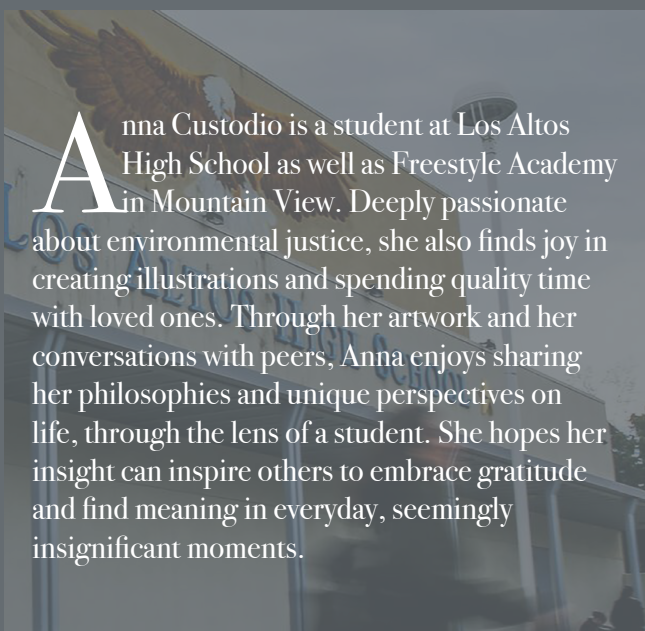 Anna Custodio is a student at Los Altos
High School as well as Freestyle Academy
in Mountain View. Deeply passionate
about environmental justice, she also finds joy in
creating illustrations and spending quality time
with loved ones. Through her artwork and her
conversations with peers, Anna enjoys sharing
her philosophies and unique perspectives on
life, through the lens of a student. She hopes her
insight can inspire others to embrace gratitude
and find meaning in everyday, seemingly
insignificant moments.
LOS ALTOS HIGH SCHOOL